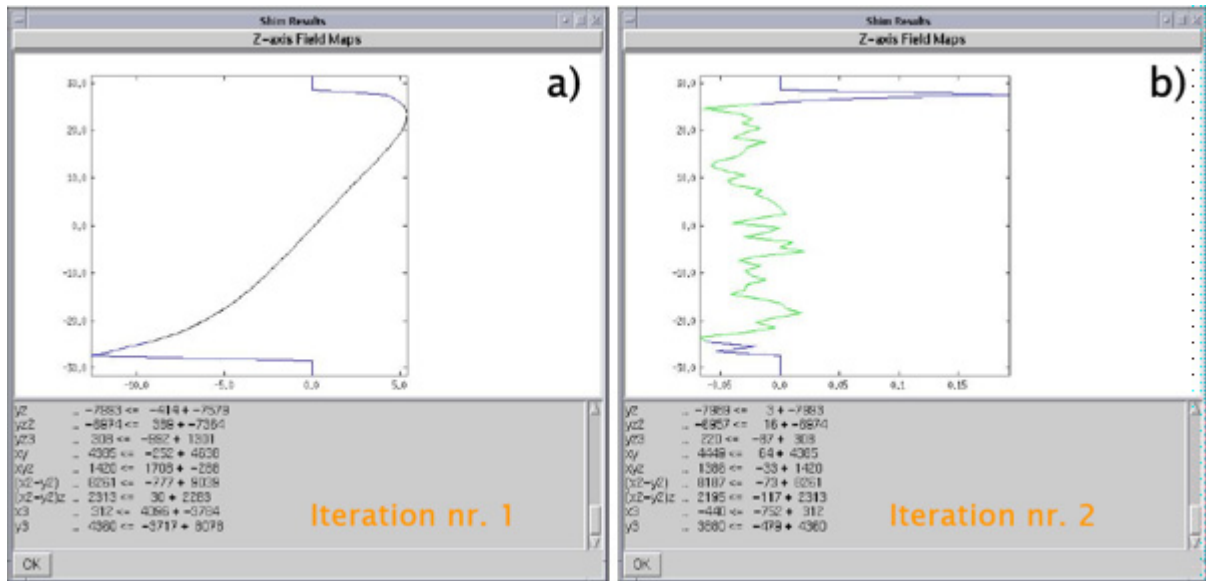 Shim Results
Z-axis Field Maps
a)
30.0
20.0
10.0
0.0
-10.0
-20.0
-30.0
-10.0 -5.0 0.0 5.0
yz .. -7993 <= -414 + -7579
yz2
yz3 .. 308 <= -992 + 1301
xy .. 4385 <= -252 + 4638
xyz .. 1420 <= 1708 + -288
(x2-y2) .. 8261 <= -777 + 9039
(x2-y2)z .. 2313 <= 30 + 2283
x3 .. 312 <= 4096 + -3784
y3 .. 4360 <= -3717 + 8078
Iteration nr. 1
OK
Shim Results
Z-axis Field Maps
b)
30.0
20.0
10.0
0.0
-10.0
-20.0
-30.0
-0.05 0.0 0.05 0.1 0.15
yz .. -7989 <= 3 + -7993
yz2 .. -6957 <= 16 + -6974
yz3 .. 220 <= -87 + 308
xy .. 4449 <= 64 + 4385
xyz .. 1386 <= -33 + 1420
(x2-y2) .. 8187 <= -73 + 8261
(x2-y2)z .. 2195 <= -117 + 2313
x3 .. -440 <= -752 + 312
y3 .. 3880 <= -479 + 4360
Iteration nr. 2
OK